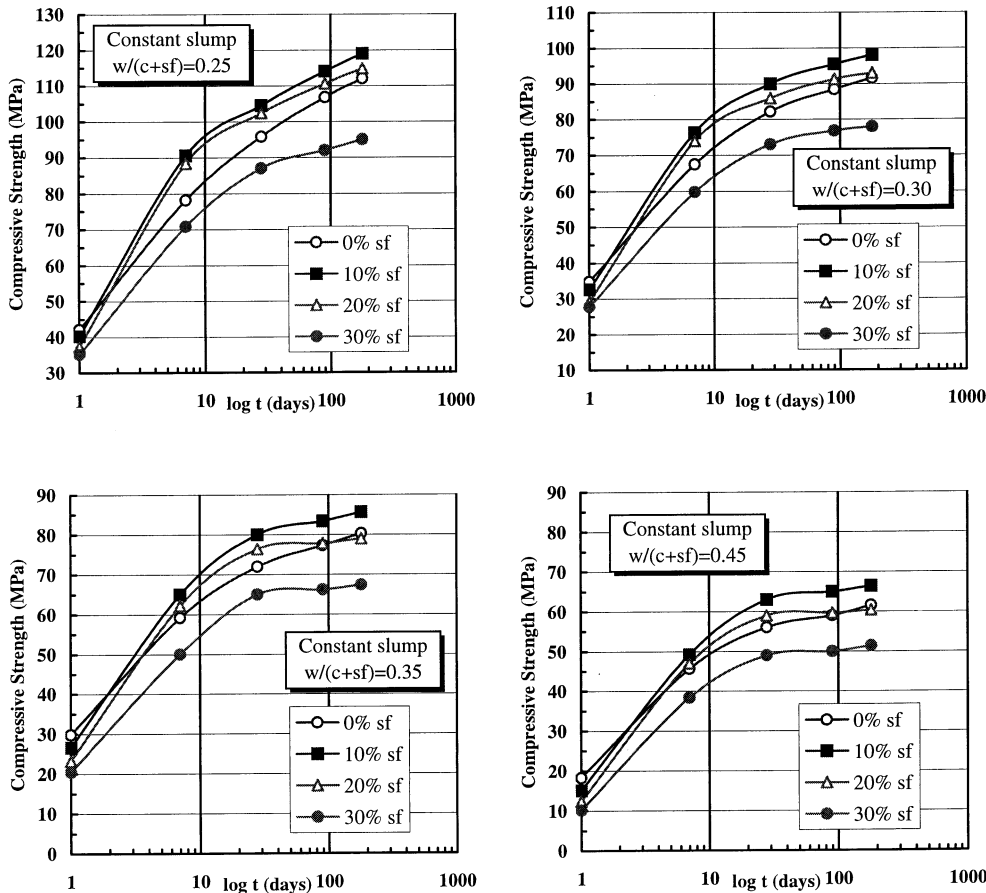 Compressive Strength (MPa)
130
120
110
100
90
80
70
60
50
40
30
Constant slump
w/(c+sf)=0.25
0% sf
10% sf
20% sf
30% sf
1
10
100
1000
log t (days)
Compressive Strength (MPa)
110
100
90
80
70
60
50
40
30
20
10
Constant slump
w/(c+sf)=0.30
0% sf
10% sf
20% sf
30% sf
1
10
100
1000
log t (days)
Compressive Strength (MPa)
90
80
70
60
50
40
30
20
10
0
Constant slump
w/(c+sf)=0.35
0% sf
10% sf
20% sf
30% sf
1
10
100
1000
log t (days)
Compressive Strength (MPa)
90
80
70
60
50
40
30
20
10
0
Constant slump
w/(c+sf)=0.45
0% sf
10% sf
20% sf
30% sf
1
10
100
1000
log t (days)